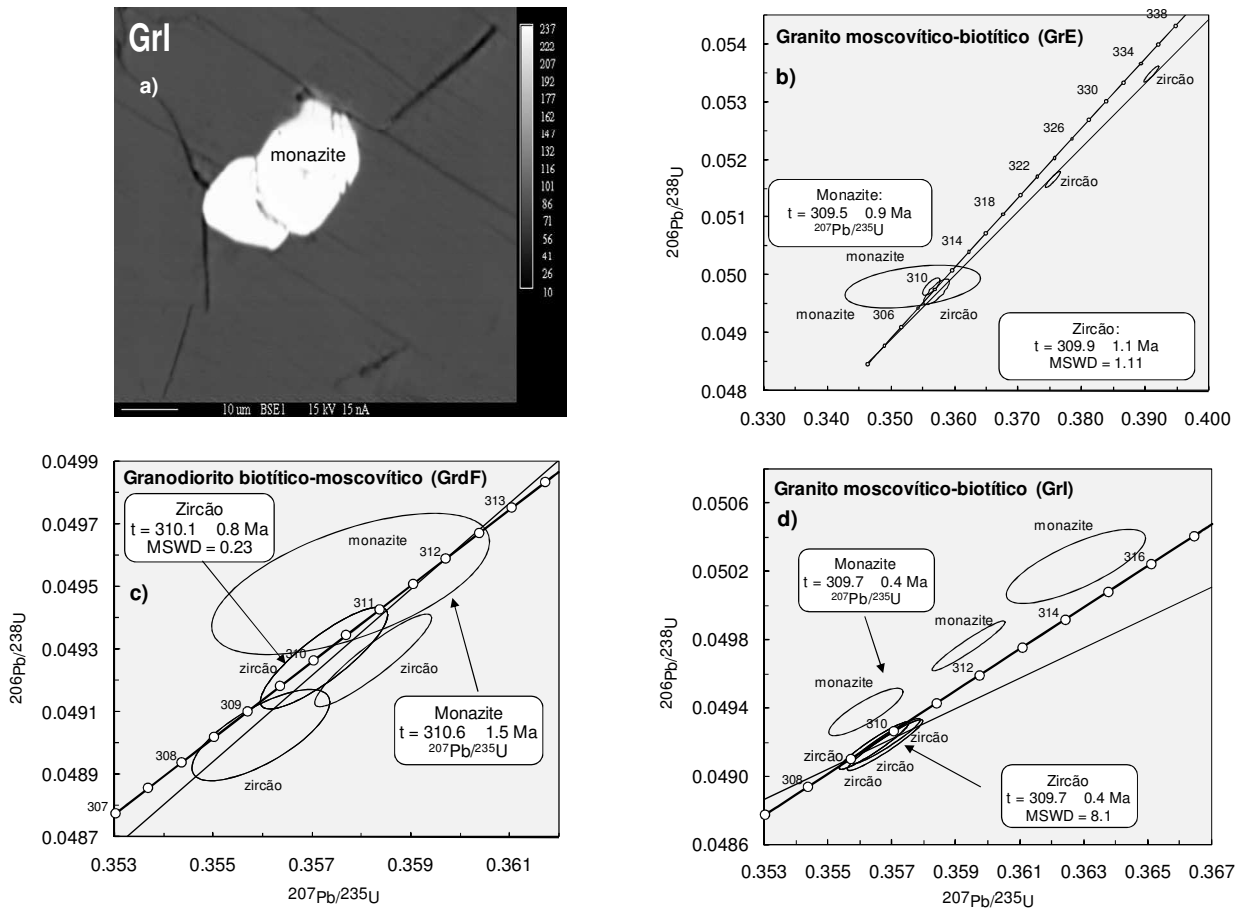 GrI
a)
monazite
237
222
207
192
177
162
147
132
116
101
86
71
56
41
26
10
10 um BSE1 15 kV 15 nA
Granito moscovítico-biotítico (GrE)
b)
0.054
0.053
0.052
0.051
0.050
0.049
0.048
206Pb/238U
338
334
330
326
322
318
314
310
306
zircão
zircão
Monazite:
t = 309.5 0.9 Ma
207Pb/235U
monazite
monazite
zircão
Zircão:
t = 309.9 1.1 Ma
MSWD = 1.11
0.330 0.340 0.350 0.360 0.370 0.380 0.390 0.400
Granodiorito biotítico-moscovítico (GrdF)
c)
0.0499
0.0497
0.0495
0.0493
0.0491
0.0489
0.0487
206Pb/238U
Zircão
t = 310.1 0.8 Ma
MSWD = 0.23
monazite
313
312
311
310
309
308
307
zircão
zircão
zircão
Monazite
t = 310.6 1.5 Ma
207Pb/235U
0.353 0.355 0.357 0.359 0.361
207Pb/235U
Granito moscovítico-biotítico (GrI)
d)
0.0506
0.0502
0.0498
0.0494
0.0490
0.0486
206Pb/238U
monazite
316
314
312
310
308
Monazite
t = 309.7 0.4 Ma
207Pb/235U
monazite
monazite
zircão
zircão
zircão
zircão
Zircão
t = 309.7 0.4 Ma
MSWD = 8.1
0.353 0.355 0.357 0.359 0.361 0.363 0.365 0.367
207Pb/235U